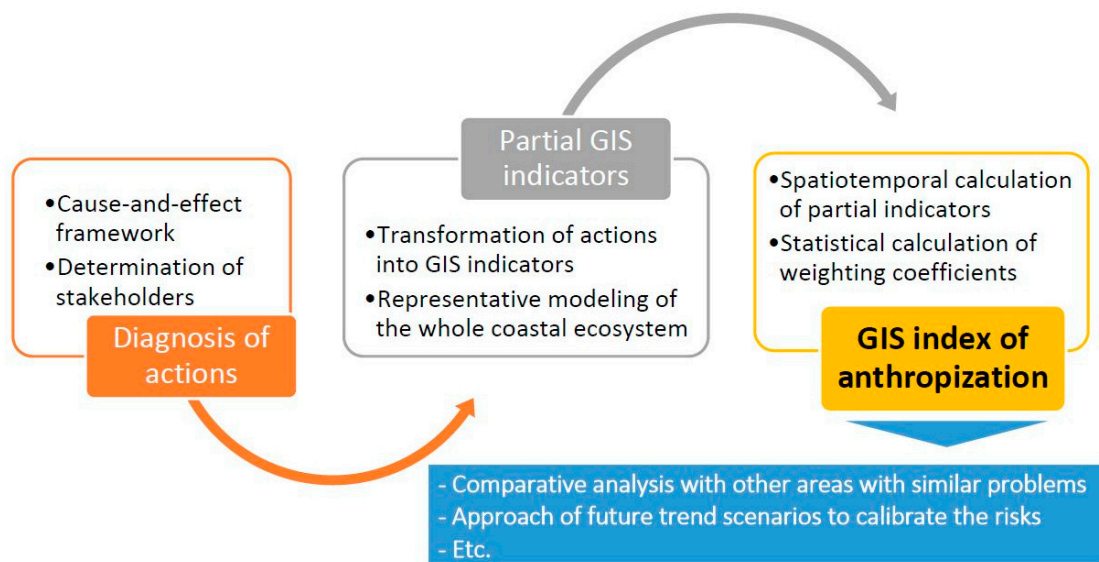 •Cause-and-effect
framework
•Determination of
stakeholders
Diagnosis of
actions
Partial GIS
indicators
•Transformation of actions
into GIS indicators
•Representative modeling of
the whole coastal ecosystem
•Spatiotemporal calculation
of partial indicators
•Statistical calculation of
weighting coefficients
GIS index of
anthropization
- Comparative analysis with other areas with similar problems
- Approach of future trend scenarios to calibrate the risks
- Etc.